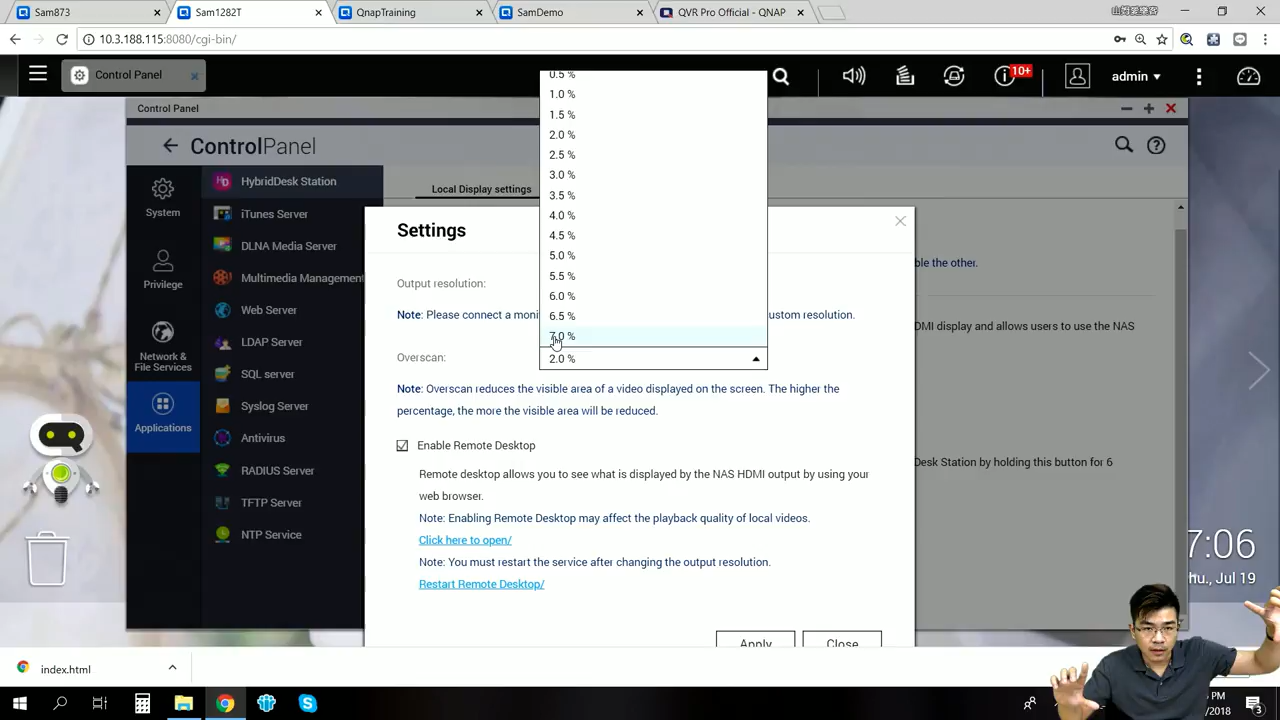 Sam873
Sam1282T
QnapTraining
SamDemo
QVR Pro Official - QNAP
10.3.188.115:8080/cgi-bin/
Control Panel
10+
admin
Control Panel
ControlPanel
System
Privilege
Network &
File Services
Applications
HybridDesk Station
iTunes Server
DLNA Media Server
Multimedia Management
Web Server
LDAP Server
SQL server
Syslog Server
Antivirus
RADIUS Server
TFTP Server
NTP Service
Local Display settings
ble the other.
DMI display and allows users to use the NAS
Desk Station by holding this button for 6
Settings
Output resolution:
Note: Please connect a moni
ustom resolution.
0.5 %
1.0 %
1.5 %
2.0 %
2.5 %
3.0 %
3.5 %
4.0 %
4.5 %
5.0 %
5.5 %
6.0 %
6.5 %
7.0 %
Overscan:
2.0 %
Note: Overscan reduces the visible area of a video displayed on the screen. The higher the
percentage, the more the visible area will be reduced.
Enable Remote Desktop
Remote desktop allows you to see what is displayed by the NAS HDMI output by using your
web browser.
Note: Enabling Remote Desktop may affect the playback quality of local videos.
Click here to open/
Note: You must restart the service after changing the output resolution.
Restart Remote Desktop/
Apply
Close
7:06
hu., Jul 19
index.html
PM
/2018
3